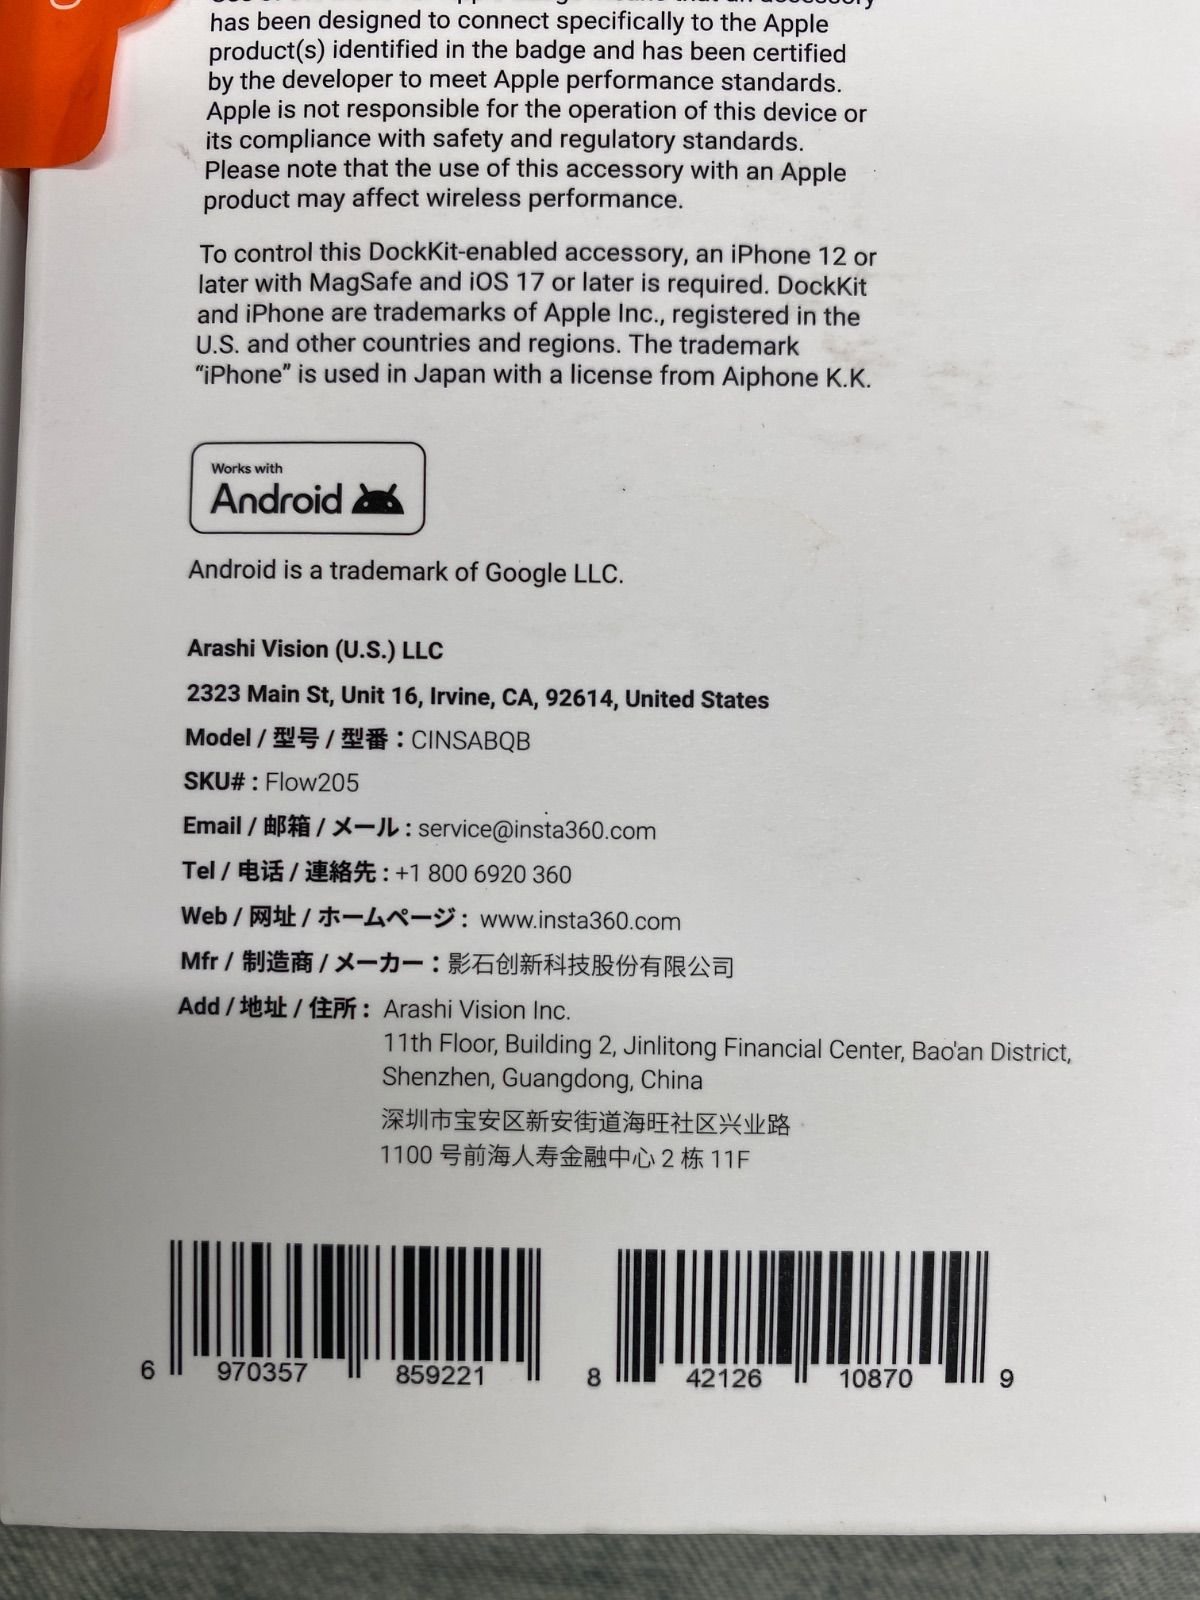 has been designed to connect specifically to the Apple
product(s) identified in the badge and has been certified
by the developer to meet Apple performance standards.
Apple is not responsible for the operation of this device or
its compliance with safety and regulatory standards.
Please note that the use of this accessory with an Apple
product may affect wireless performance.
To control this DockKit-enabled accessory, an iPhone 12 or
later with MagSafe and iOS 17 or later is required. DockKit
and iPhone are trademarks of Apple Inc., registered in the
U.S. and other countries and regions. The trademark
“iPhone” is used in Japan with a license from Aiphone K.K.
Works with
Android
Android is a trademark of Google LLC.
Arashi Vision (U.S.) LLC
2323 Main St, Unit 16, Irvine, CA, 92614, United States
Model / 型号 / 型番：CINSABQB
SKU# : Flow205
Email / 邮箱 / メール : service@insta360.com
Tel / 电话 / 連絡先 : +1 800 6920 360
Web / 网址 / ホームページ : www.insta360.com
Mfr / 制造商 / メーカー：影石创新科技股份有限公司
Add / 地址 / 住所 : Arashi Vision Inc.
11th Floor, Building 2, Jinlitong Financial Center, Bao'an District,
Shenzhen, Guangdong, China
深圳市宝安区新安街道海旺社区兴业路
1100 号前海人寿金融中心 2 栋 11F
6 970357 859221
8 42126 10870 9